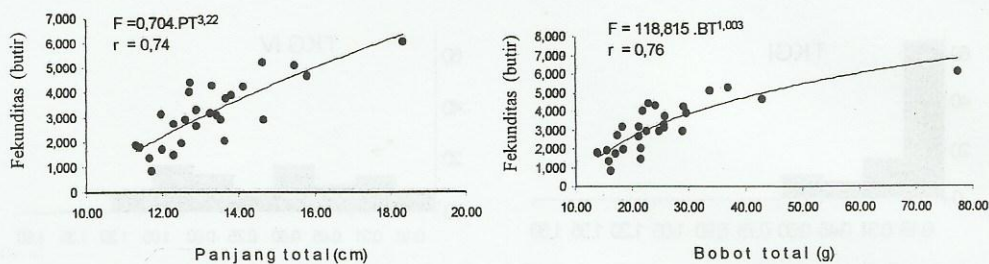 F =0,704.PT3,22
r = 0,74
Fekunditas (butir)
7,000
6,000
5,000
4,000
3,000
2,000
1,000
0
10.00 12.00 14.00 16.00 18.00 20.00
Panjang total (cm)
F = 118,815 .BT1,003
r = 0,76
Fekunditas (butir)
8,000
7,000
6,000
5,000
4,000
3,000
2,000
1,000
0
10.00 20.00 30.00 40.00 50.00 60.00 70.00 80.00
Bobot total (g)